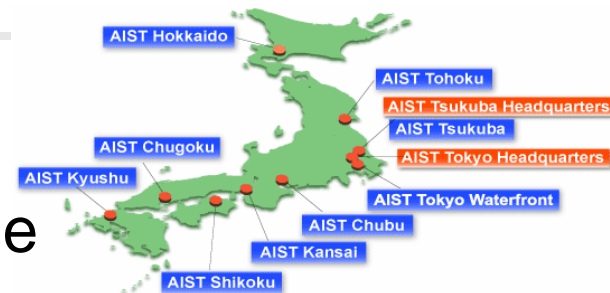 AIST Hokkaido
AIST Tohoku
AIST Tsukuba Headquarters
AIST Tsukuba
AIST Chugoku
AIST Tokyo Headquarters
AIST Kyushu
AIST Tokyo Waterfront
AIST Chubu
e
AIST Kansai
AIST Shikoku